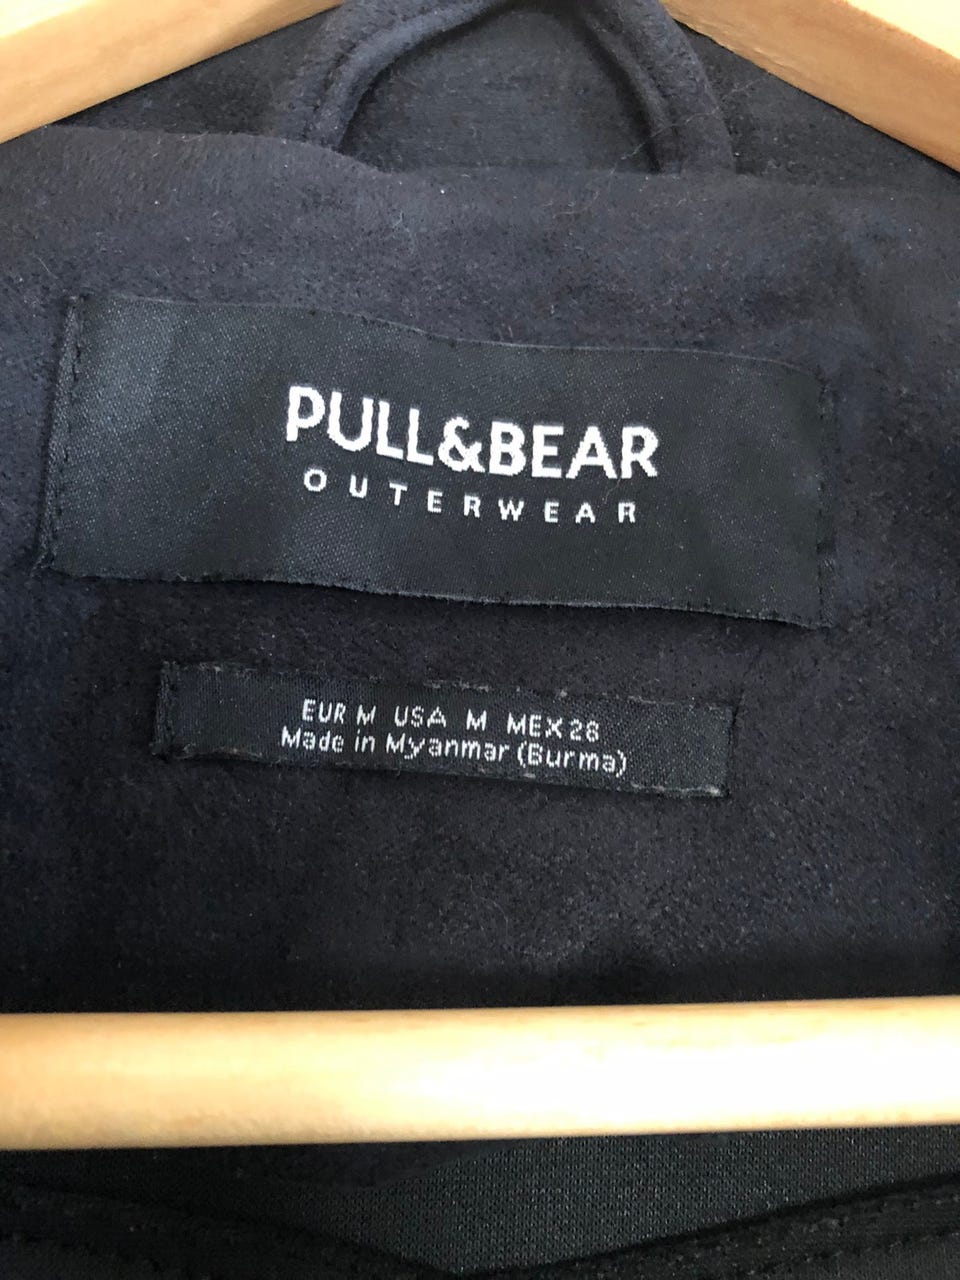 PULL&BEAR
OUTERWEAR
EUR M USA M MEX 28
Made in Myanmar (Burma)